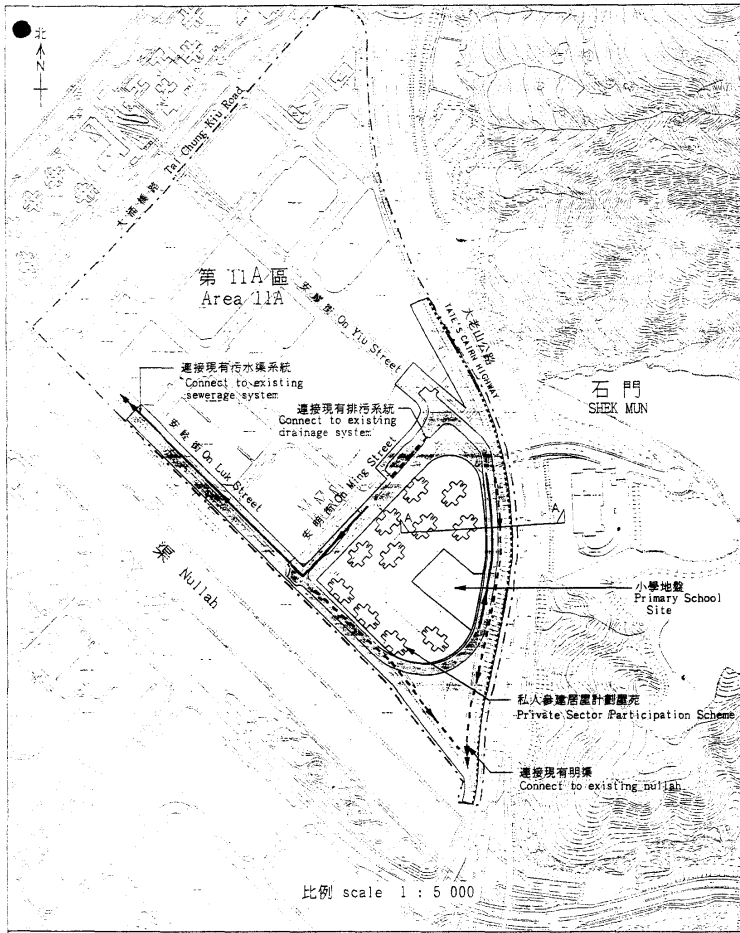 北
N
大涌橋路 Tai Chung Kiu Road
第 11A 區
Area 11A
安耀街 On Yiu Street
大老山公路
TATE'S CAIRN HIGHWAY
連接現有污水渠系統
Connect to existing
sewerage system
石門
SHEK MUN
連接現有排污系統
Connect to existing
drainage system
安睦街 On Luk Street
安明街 On Ming Street
A
A
渠 Nullah
小學地盤
Primary School
Site
私人參建居屋計劃屋苑
Private Sector Participation Scheme
連接現有明渠
Connect to existing nullah
比例 scale 1 : 5 000